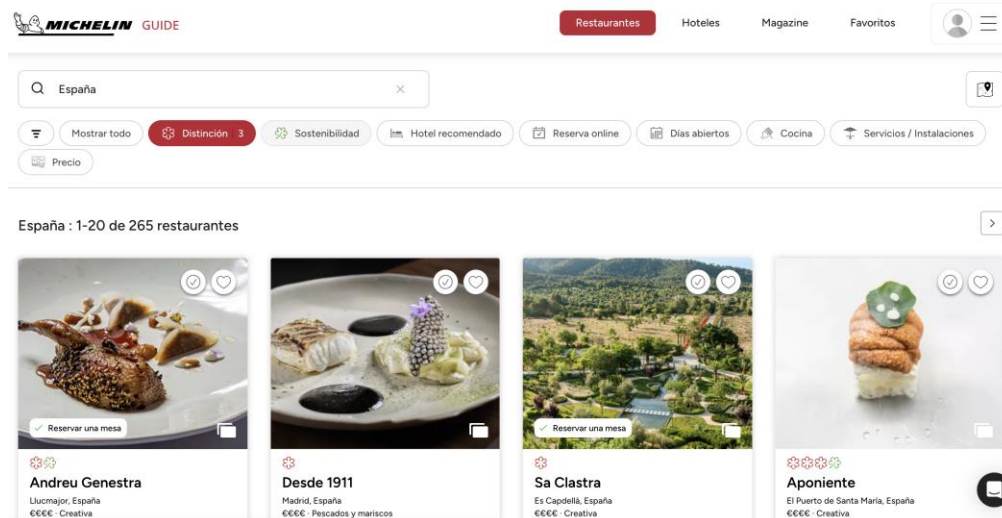 MICHELIN GUIDE
Restaurantes
Hoteles
Magazine
Favoritos
España
Mostrar todo
Distinción 3
Sostenibilidad
Hotel recomendado
Reserva online
Días abiertos
Cocina
Servicios / Instalaciones
Precio
España : 1-20 de 265 restaurantes
Reservar una mesa
Andreu Genestra
Llucmajor, España
€€€€ · Creativa
Desde 1911
Madrid, España
€€€€ · Pescados y mariscos
Reservar una mesa
Sa Clastra
Es Capdellà, España
€€€€ · Creativa
Aponiente
El Puerto de Santa María, España
€€€€ · Creativa